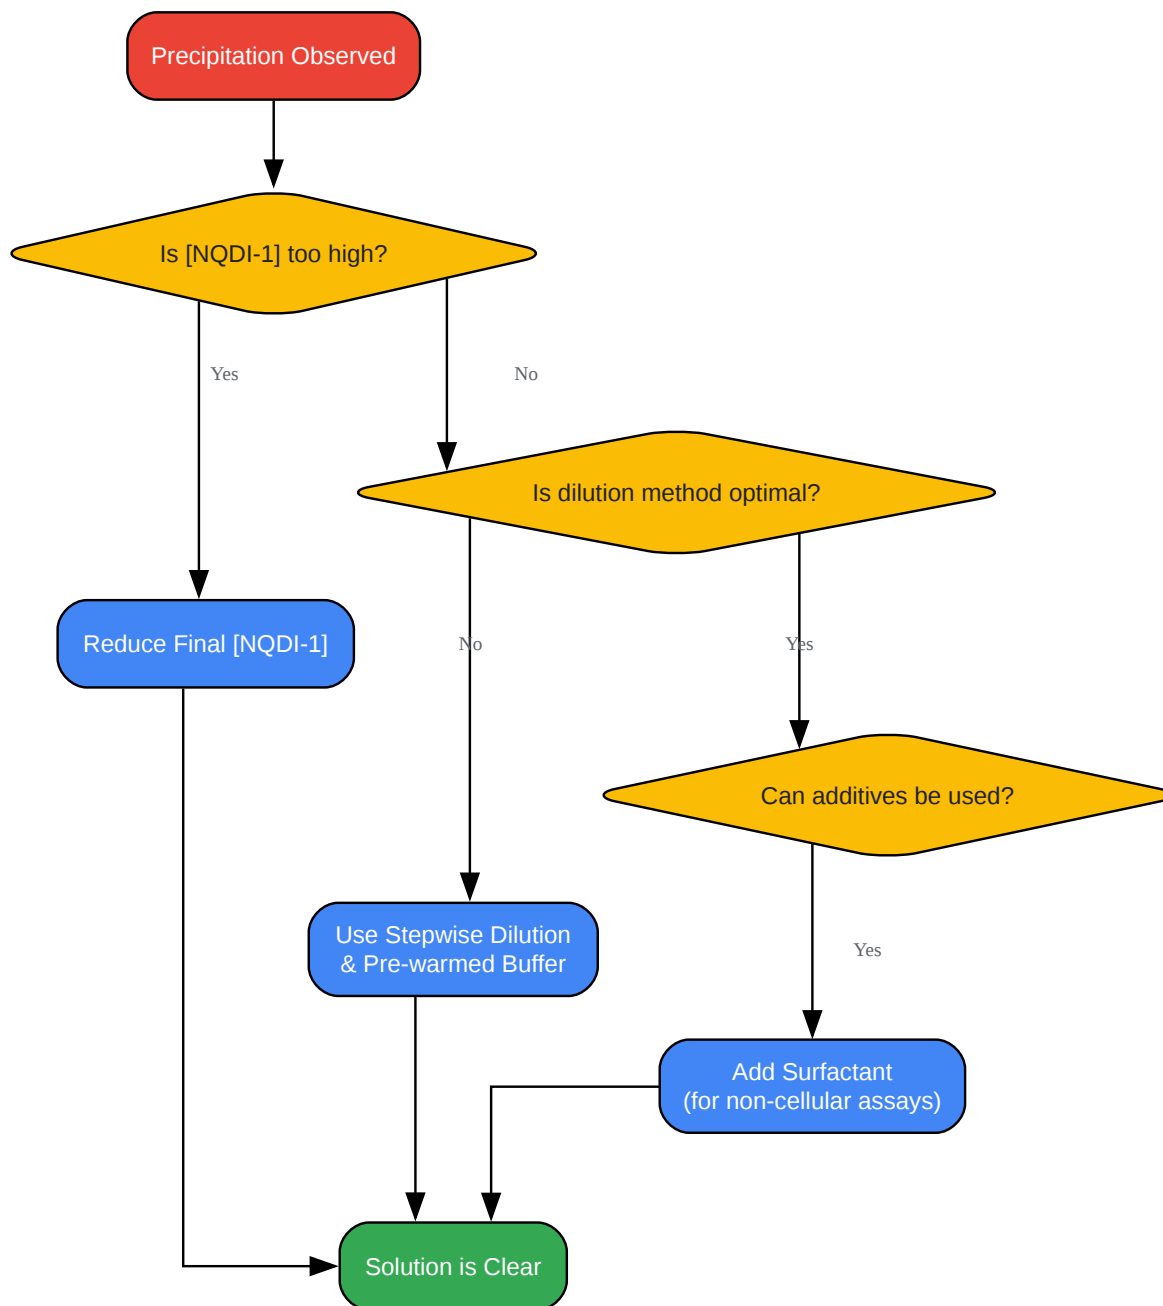 Precipitation Observed
Is [NQDI-1] too high?
Yes
No
Is dilution method optimal?
Reduce Final [NQDI-1]
No
Yes
Can additives be used?
Use Stepwise Dilution
& Pre-warmed Buffer
Yes
Add Surfactant
(for non-cellular assays)
Solution is Clear